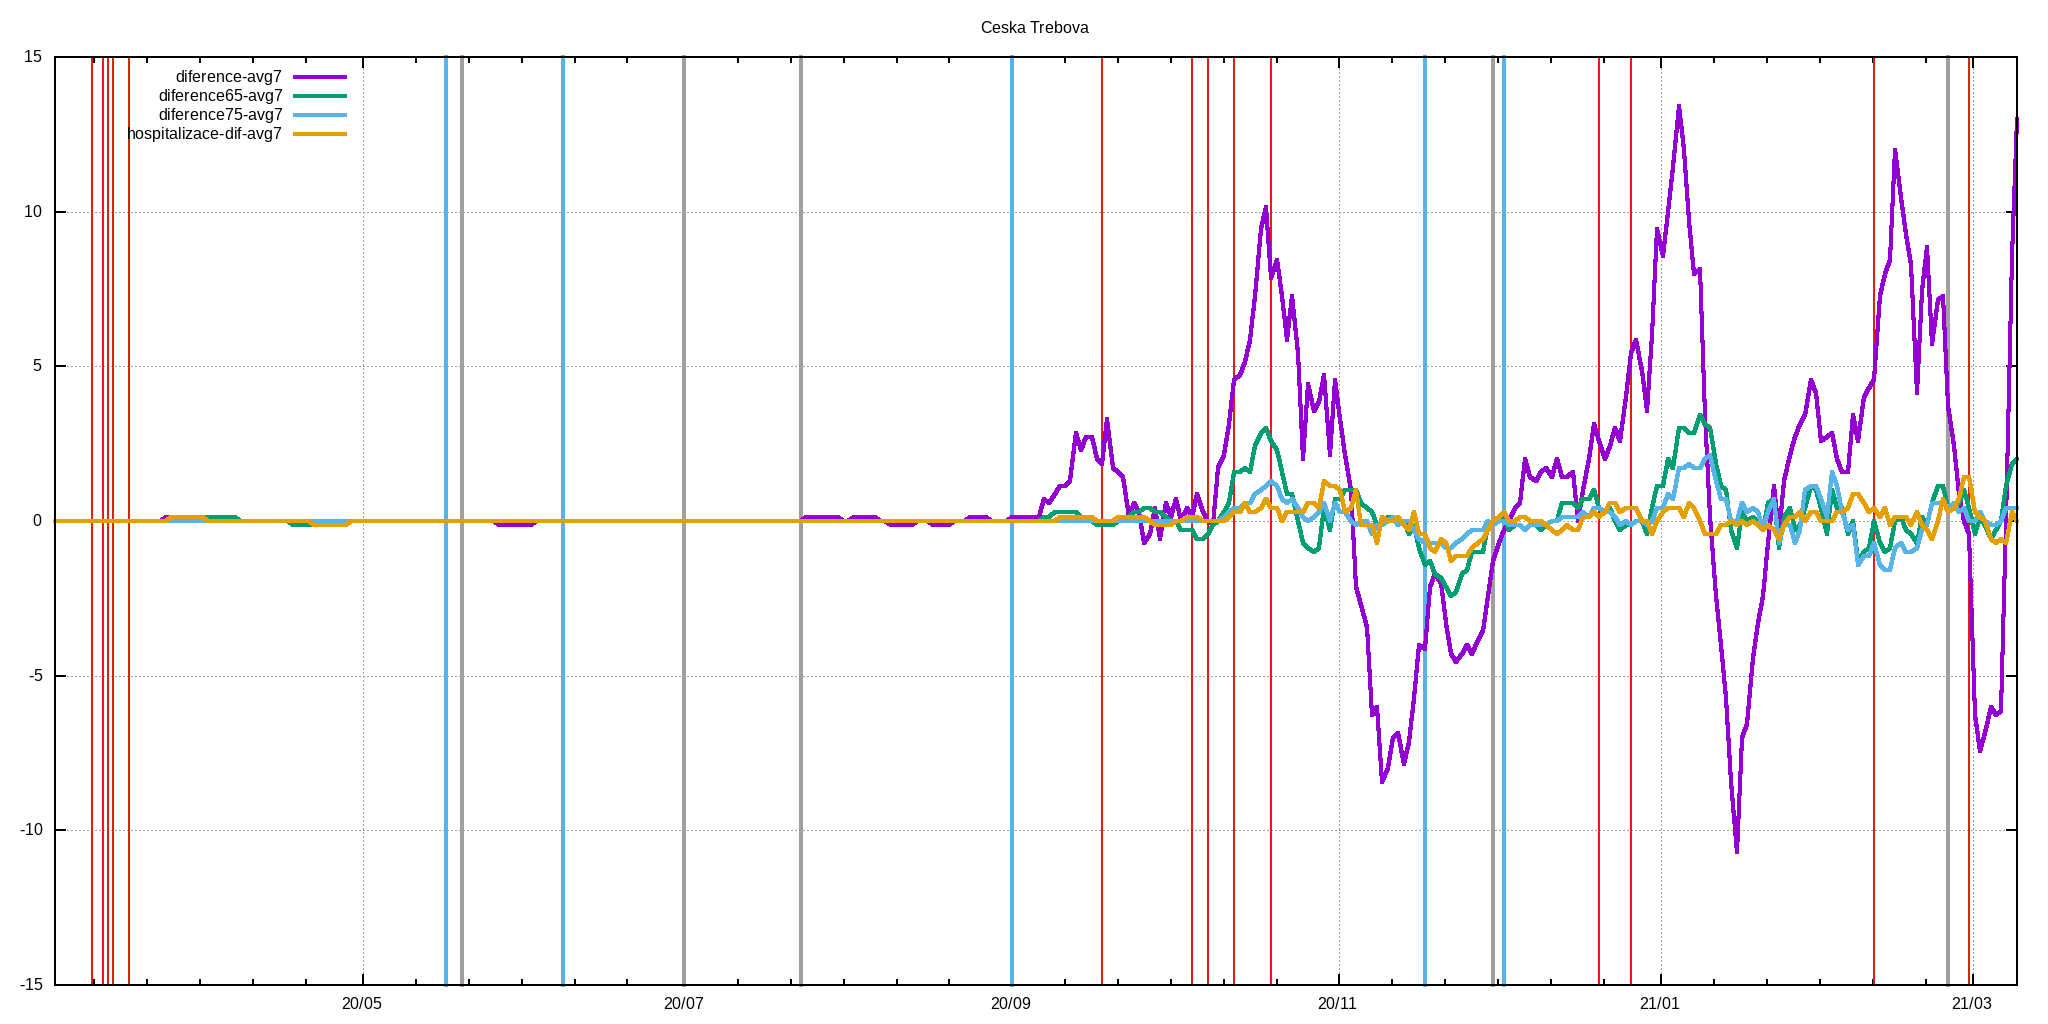 Ceska Trebova
15
diference-avg7
diference65-avg7
diference75-avg7
hospitalizace-dif-avg7
10
5
0
-5
-10
-15
20/05 20/07 20/09 20/11 21/01 21/03